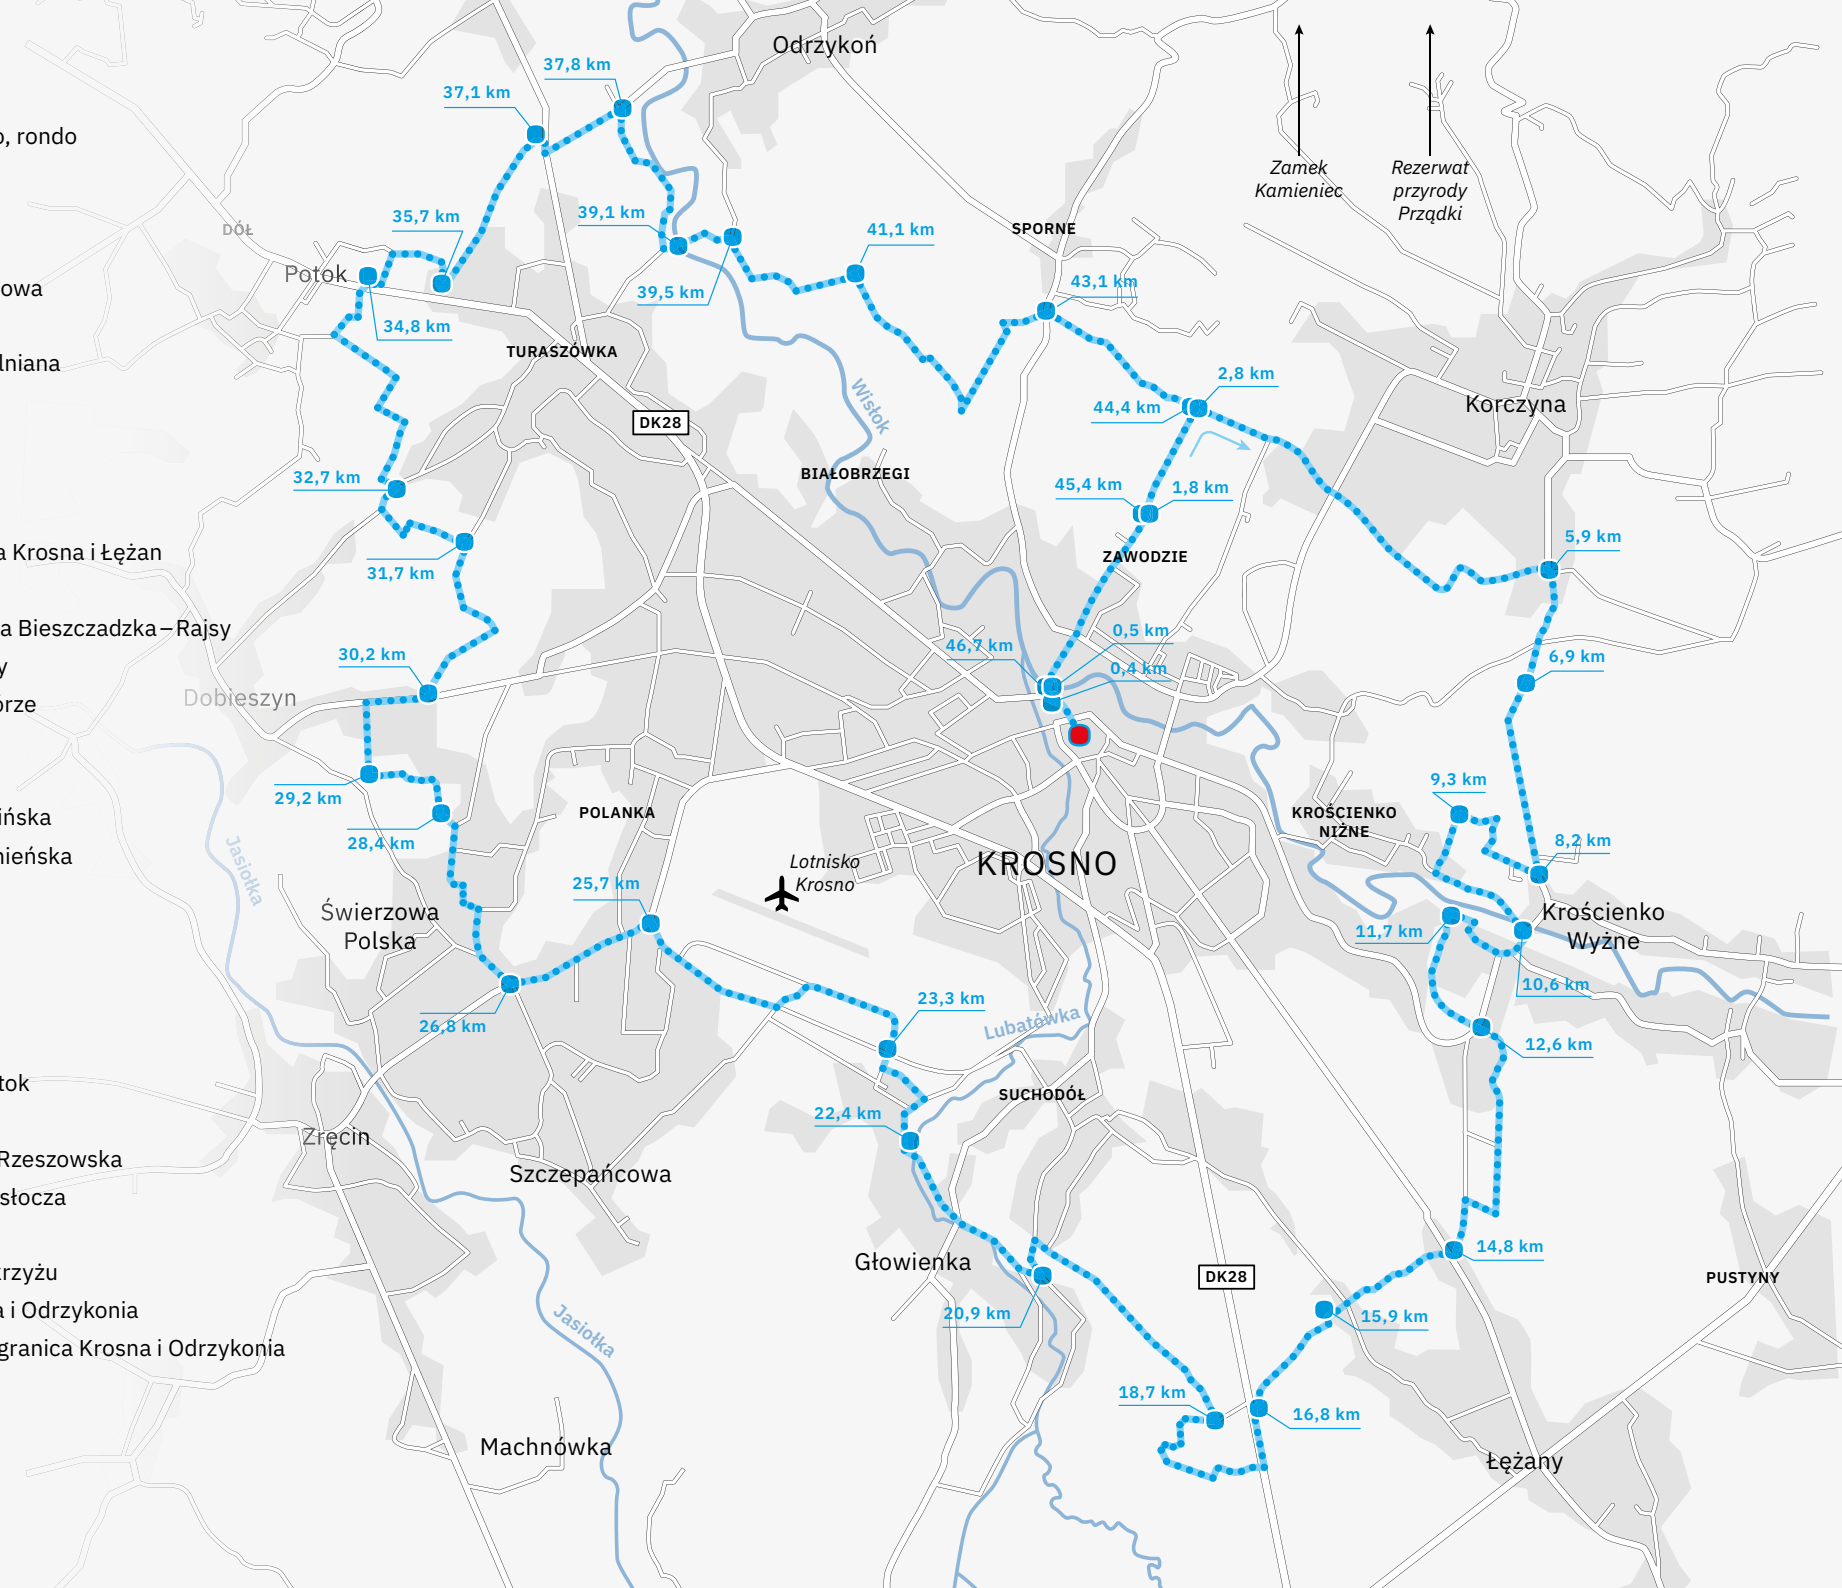 Odrzykoń
37,8 km
37,1 km
o, rondo
Zamek
Kamieniec
Rezerwat
przyrody
Prządki
35,7 km
39,1 km
DÓŁ
41,1 km
SPORNE
Potok
owa
39,5 km
43,1 km
34,8 km
TURASZÓWKA
lniana
2,8 km
Wisłok
44,4 km
Korczyna
DK28
BIAŁOBRZEGI
32,7 km
45,4 km
1,8 km
5,9 km
a Krosna i Łężan
ZAWODZIE
31,7 km
a Bieszczadzka – Rajsy
0,5 km
46,7 km
30,2 km
6,9 km
y
0,4 km
Dobieszyn
órze
9,3 km
29,2 km
ińska
POLANKA
KROŚCIENKO
NIŻNE
28,4 km
8,2 km
nieńska
Jasiołka
Lotnisko
Krosno
KROSNO
25,7 km
Świerzowa
Polska
Krościenko
Wyżne
11,7 km
10,6 km
23,3 km
26,8 km
Lubatówka
12,6 km
tok
SUCHODÓŁ
22,4 km
Zręcin
Rzeszowska
Szczepańcowa
słocza
14,8 km
Głowienka
krzyżu
DK28
PUSTYNY
a i Odrzykonia
20,9 km
15,9 km
Jasiołka
granica Krosna i Odrzykonia
18,7 km
16,8 km
Machnówka
Łężany